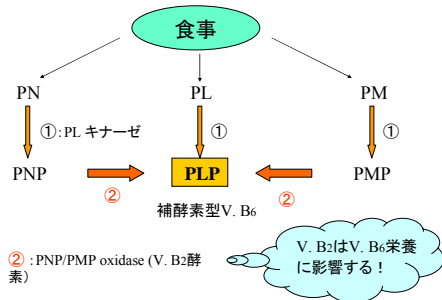 食事
PN PL PM
①:PL キナーゼ ① ①
PNP PLP PMP
② ②
補酵素型V. B6
②:PNP/PMP oxidase (V. B2酵
素)
V. B2はV. B6栄養
に影響する！